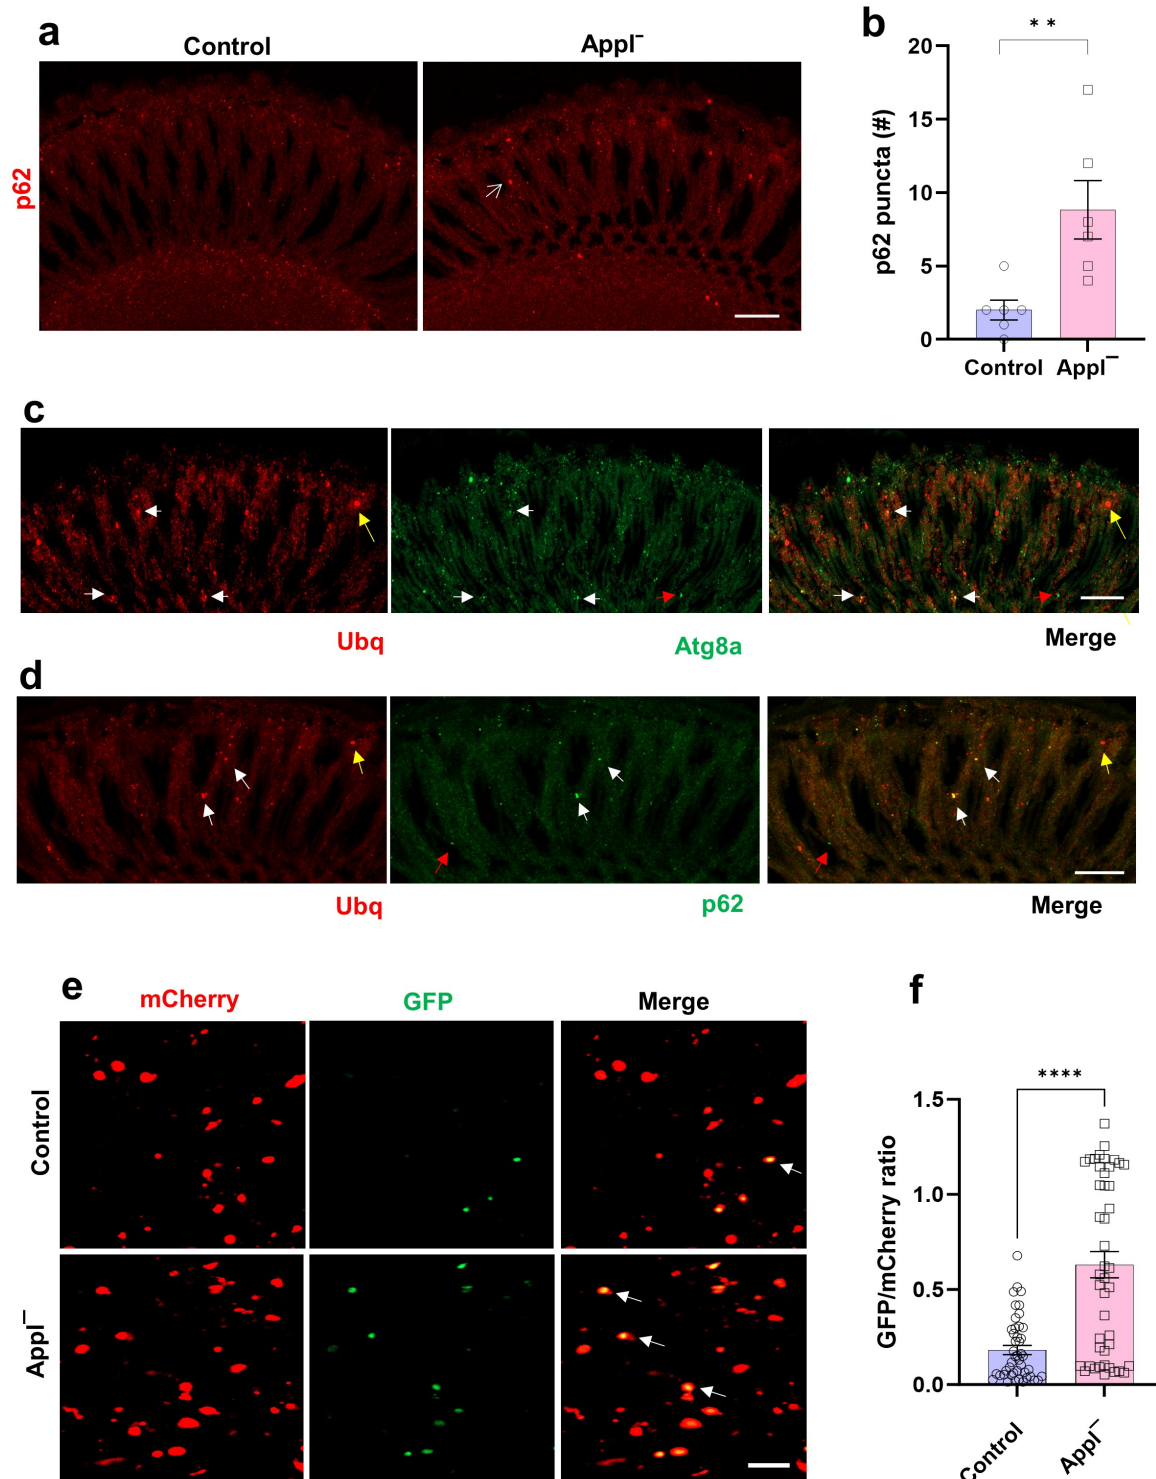 a
Control
Appl⁻
p62
b
**
p62 puncta (#)
20
15
10
5
0
Control
Appl⁻
c
Ubq
Atg8a
Merge
d
Ubq
p62
Merge
e
mCherry
GFP
Merge
Control
Appl⁻
f
****
GFP/mCherry ratio
1.5
1.0
0.5
0.0
Control
Appl⁻